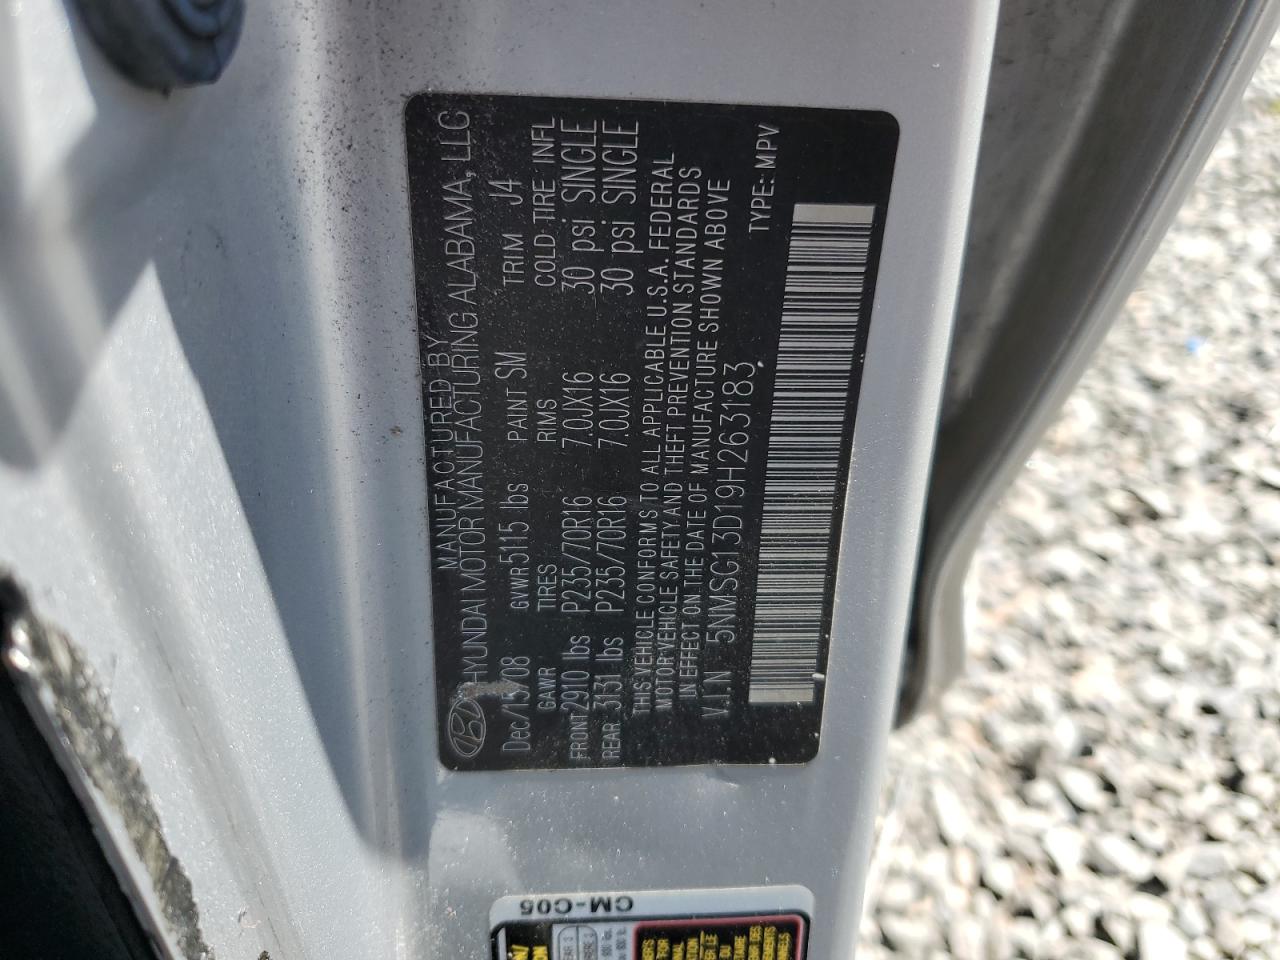 MANUFACTURED BY
HYUNDAI MOTOR MANUFACTURING ALABAMA, LLC
Dec/15/08 GVWR 5115 lbs PAINT SM TRIM J4
GAWR TIRES RIMS COLD TIRE INFL
FRONT 2910 lbs P235/70R16 7.0JX16 30 psi SINGLE
REAR 3751 lbs P235/70R16 7.0JX16 30 psi SINGLE
THIS VEHICLE CONFORMS TO ALL APPLICABLE U.S.A. FEDERAL
MOTOR VEHICLE SAFETY AND THEFT PREVENTION STANDARDS
IN EFFECT ON THE DATE OF MANUFACTURE SHOWN ABOVE
V.I.N 5NMSG13D19H263183
TYPE: MPV
CM-C05